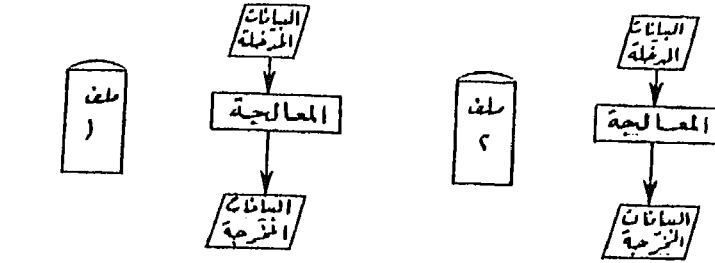 البيانات
المدخلة
ملف
١
المعالجة
البيانات
المخرجة
البيانات
المدخلة
ملف
٢
المعالجة
البيانات
المخرجة